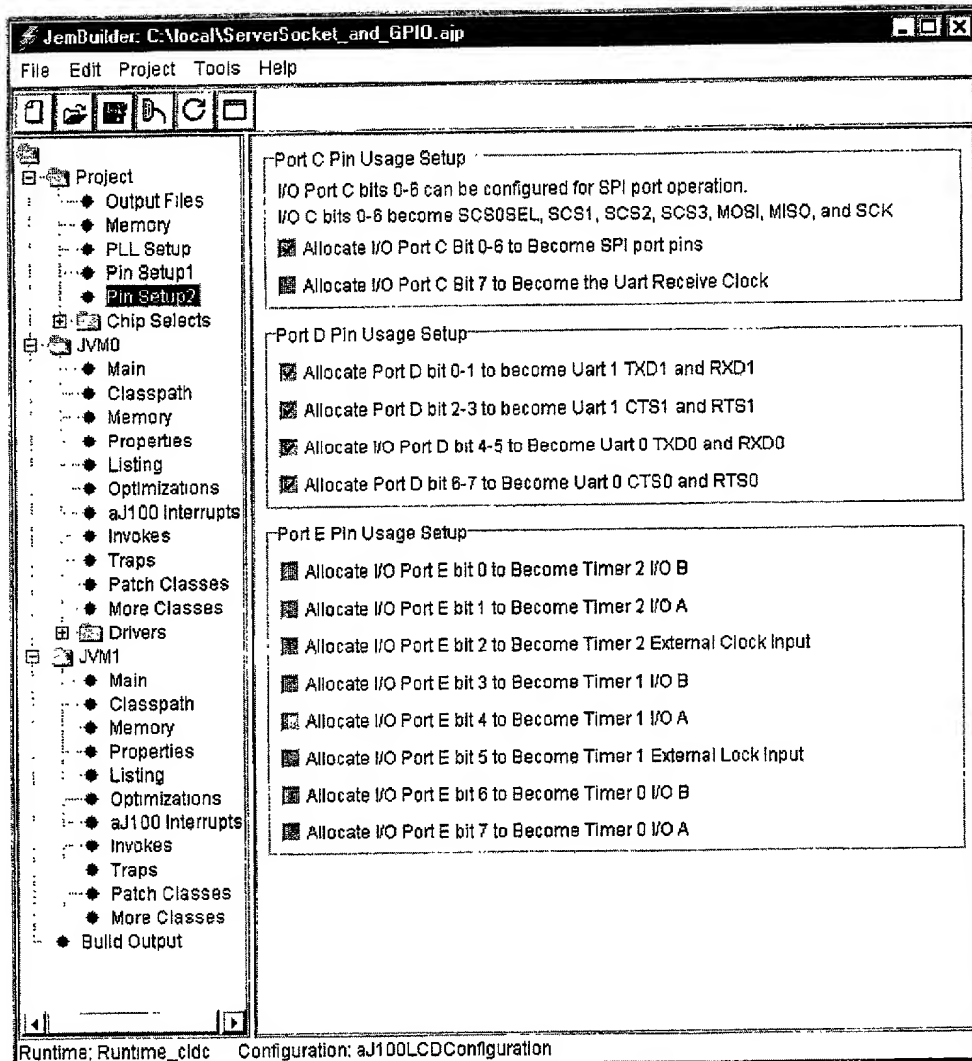 JemBuilder: C:\local\ServerSocket_and_GPIO.ajp
File Edit Project Tools Help
Project
Output Files
Memory
PLL Setup
Pin Setup1
Pin Setup2
Chip Selects
JVM0
Main
Classpath
Memory
Properties
Listing
Optimizations
aJ100 Interrupts
Invokes
Traps
Patch Classes
More Classes
Drivers
JVM1
Main
Classpath
Memory
Properties
Listing
Optimizations
aJ100 Interrupts
Invokes
Traps
Patch Classes
More Classes
Build Output
Port C Pin Usage Setup
I/O Port C bits 0-6 can be configured for SPI port operation.
I/O C bits 0-6 become SCS0SEL, SCS1, SCS2, SCS3, MOSI, MISO, and SCK
Allocate I/O Port C Bit 0-6 to Become SPI port pins
Allocate I/O Port C Bit 7 to Become the Uart Receive Clock
Port D Pin Usage Setup
Allocate Port D bit 0-1 to become Uart 1 TXD1 and RXD1
Allocate Port D bit 2-3 to become Uart 1 CTS1 and RTS1
Allocate I/O Port D bit 4-5 to Become Uart 0 TXD0 and RXD0
Allocate Port D bit 6-7 to Become Uart 0 CTS0 and RTS0
Port E Pin Usage Setup
Allocate I/O Port E bit 0 to Become Timer 2 I/O B
Allocate I/O Port E bit 1 to Become Timer 2 I/O A
Allocate I/O Port E bit 2 to Become Timer 2 External Clock Input
Allocate I/O Port E bit 3 to Become Timer 1 I/O B
Allocate I/O Port E bit 4 to Become Timer 1 I/O A
Allocate I/O Port E bit 5 to Become Timer 1 External Lock Input
Allocate I/O Port E bit 6 to Become Timer 0 I/O B
Allocate I/O Port E bit 7 to Become Timer 0 I/O A
Runtime: Runtime_cldc Configuration: aJ100LCDConfiguration